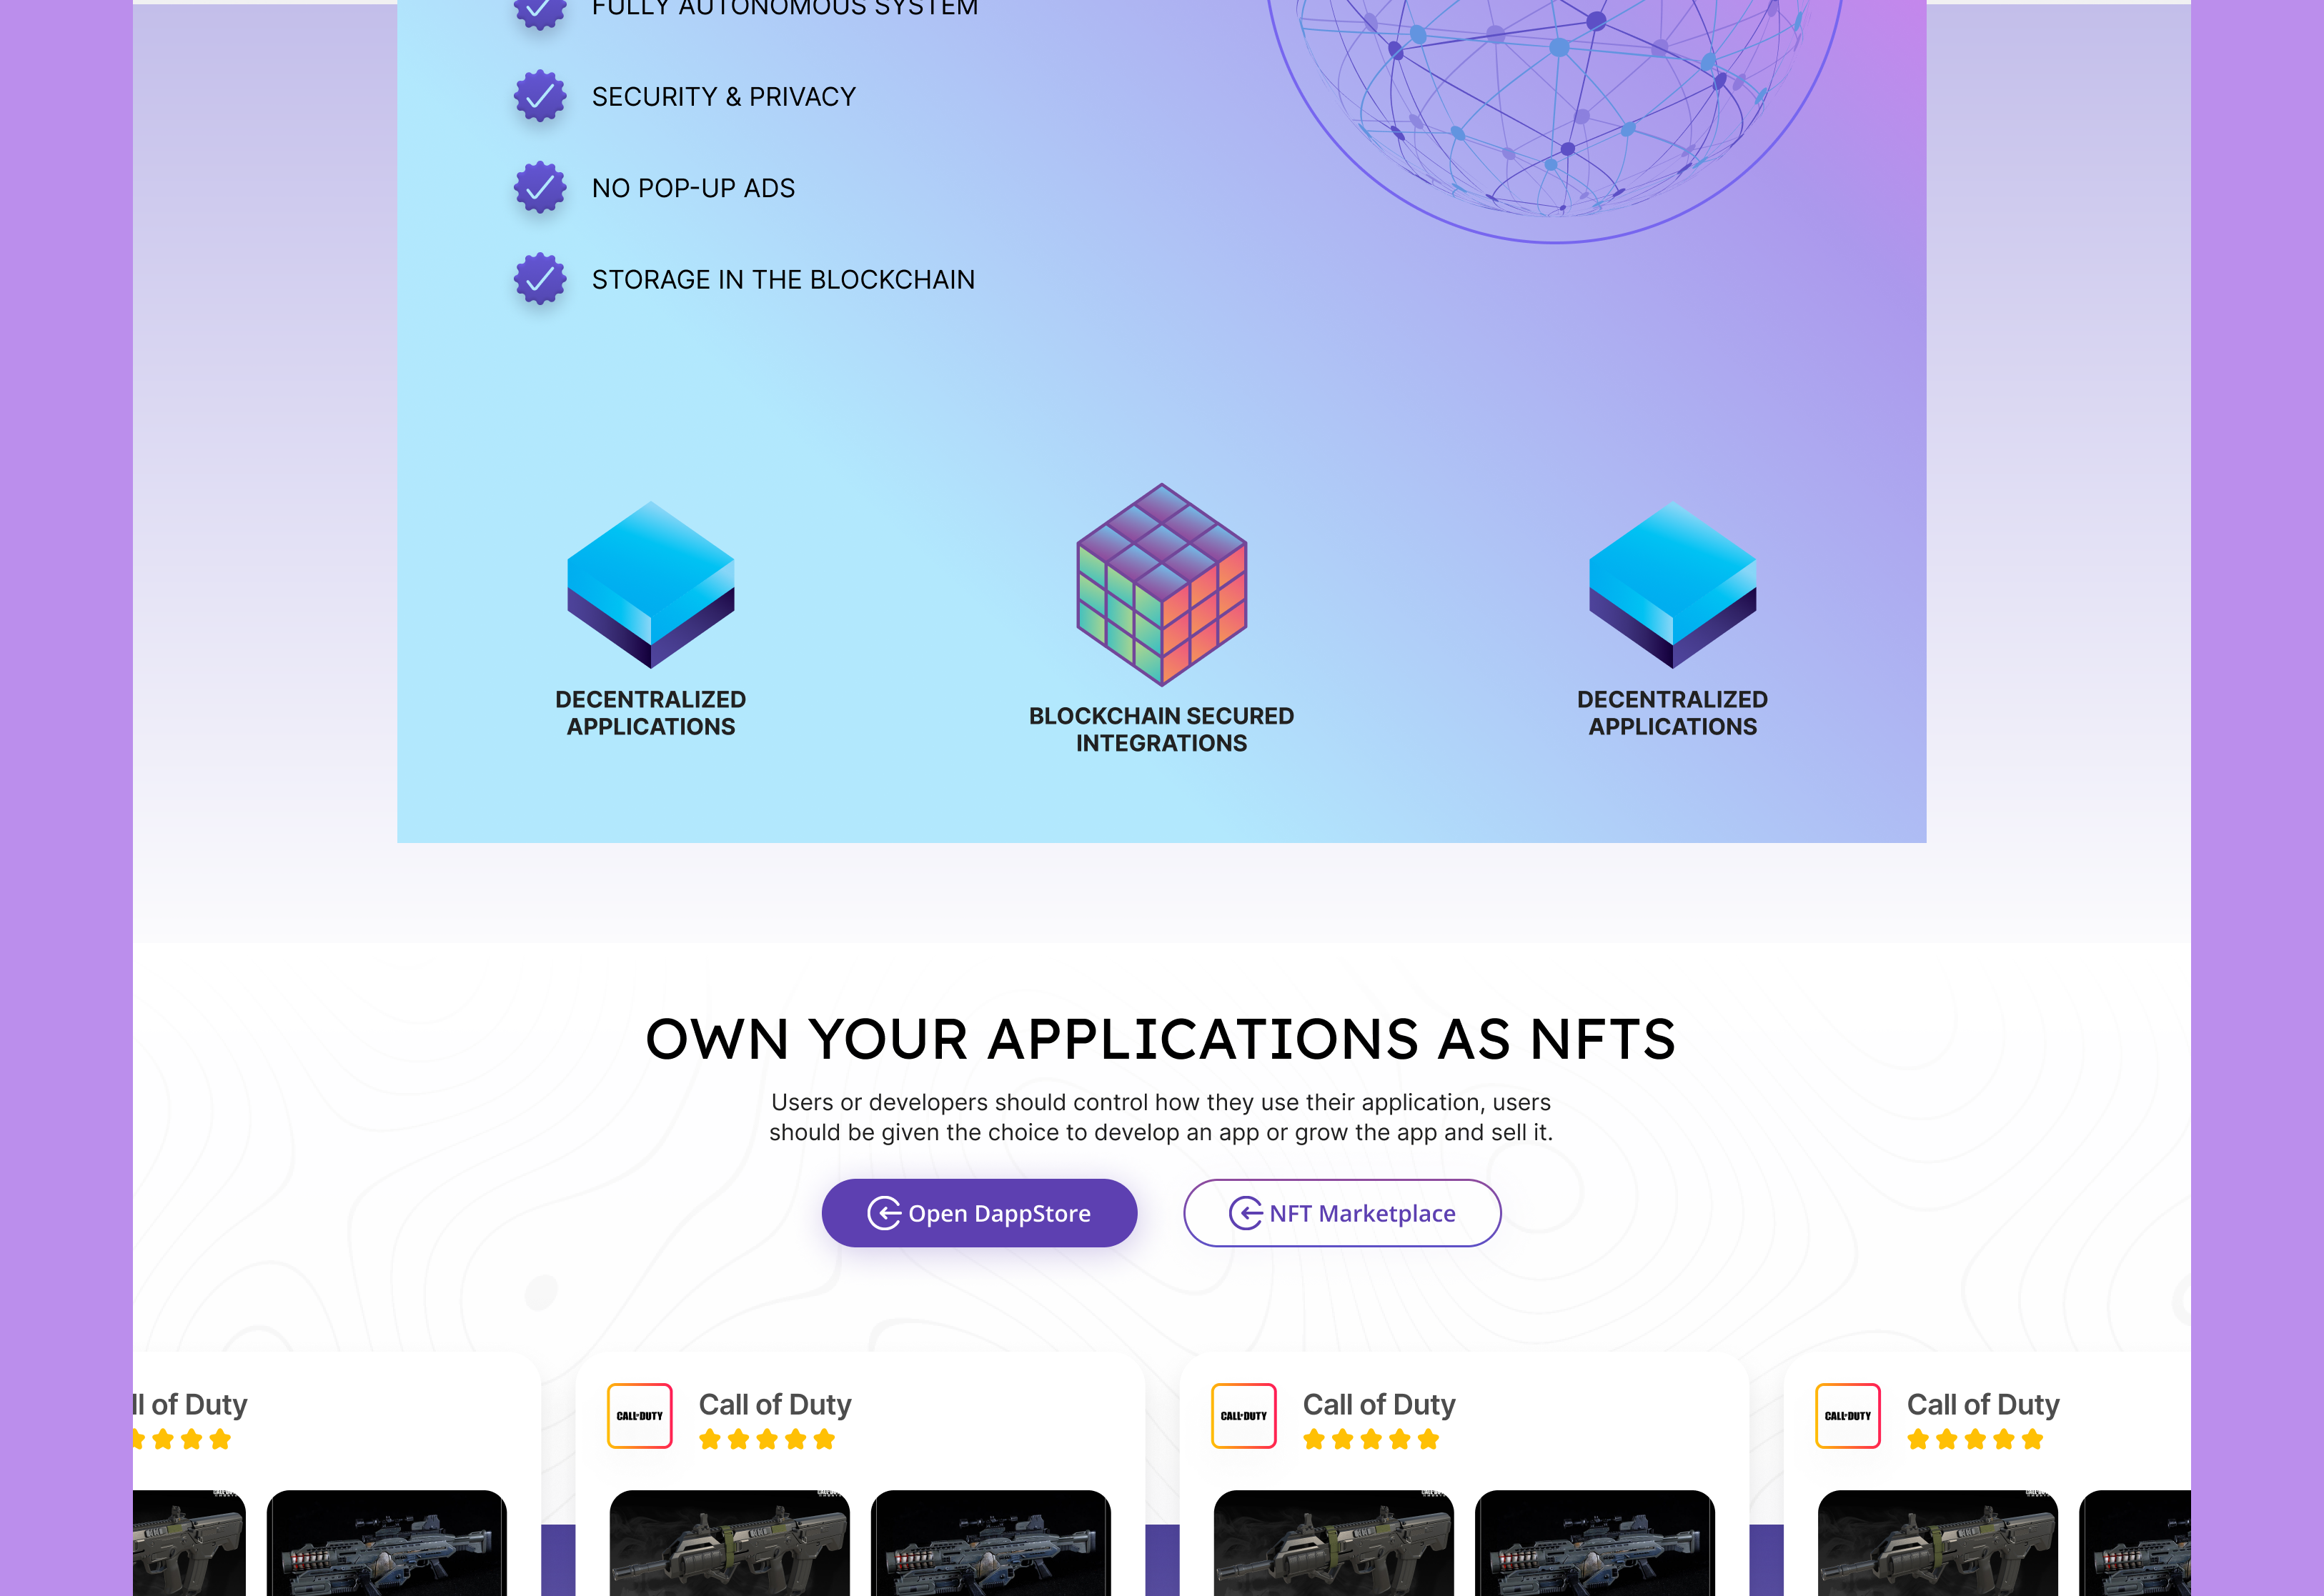 FULLY AUTONOMOUS SYSTEM
SECURITY & PRIVACY
NO POP-UP ADS
STORAGE IN THE BLOCKCHAIN
DECENTRALIZED
APPLICATIONS
BLOCKCHAIN SECURED
INTEGRATIONS
DECENTRALIZED
APPLICATIONS
OWN YOUR APPLICATIONS AS NFTS
Users or developers should control how they use their application, users
should be given the choice to develop an app or grow the app and sell it.
Open DappStore
NFT Marketplace
ll of Duty
CALL OF DUTY
Call of Duty
CALL OF DUTY
Call of Duty
CALL OF DUTY
Call of Duty